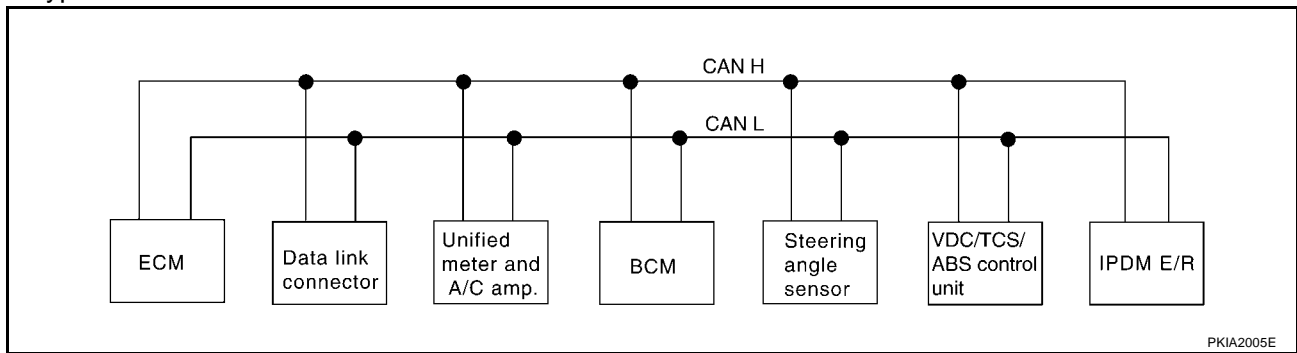 CAN H
CAN L
ECM
Data link
connector
Unified
meter and
A/C amp.
BCM
Steering
angle
sensor
VDC/TCS/
ABS control
unit
IPDM E/R
PKIA2005E